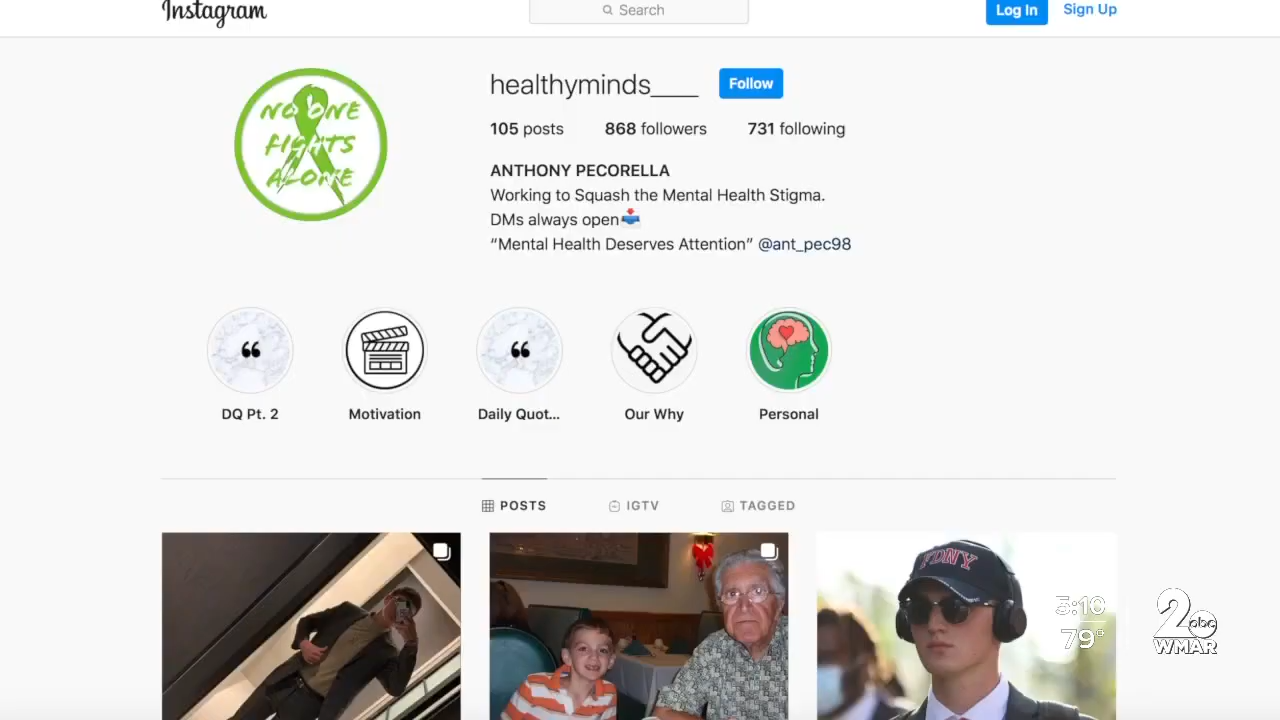 Instagram
Search
Log In
Sign Up
NO ONE
FIGHTS
ALONE
healthyminds____
Follow
105 posts
868 followers
731 following
ANTHONY PECORELLA
Working to Squash the Mental Health Stigma.
DMs always open📥
“Mental Health Deserves Attention” @ant_pec98
DQ Pt. 2
Motivation
Daily Quot...
Our Why
Personal
POSTS
IGTV
TAGGED
FDNY
5:10
79°
2
abc
WMAR